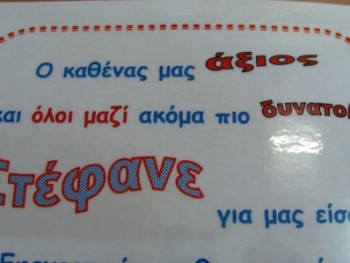 Ο καθένας μας άξιος
και όλοι μαζί ακόμα πιο δυνατοί
Στέφανε
για μας είσ